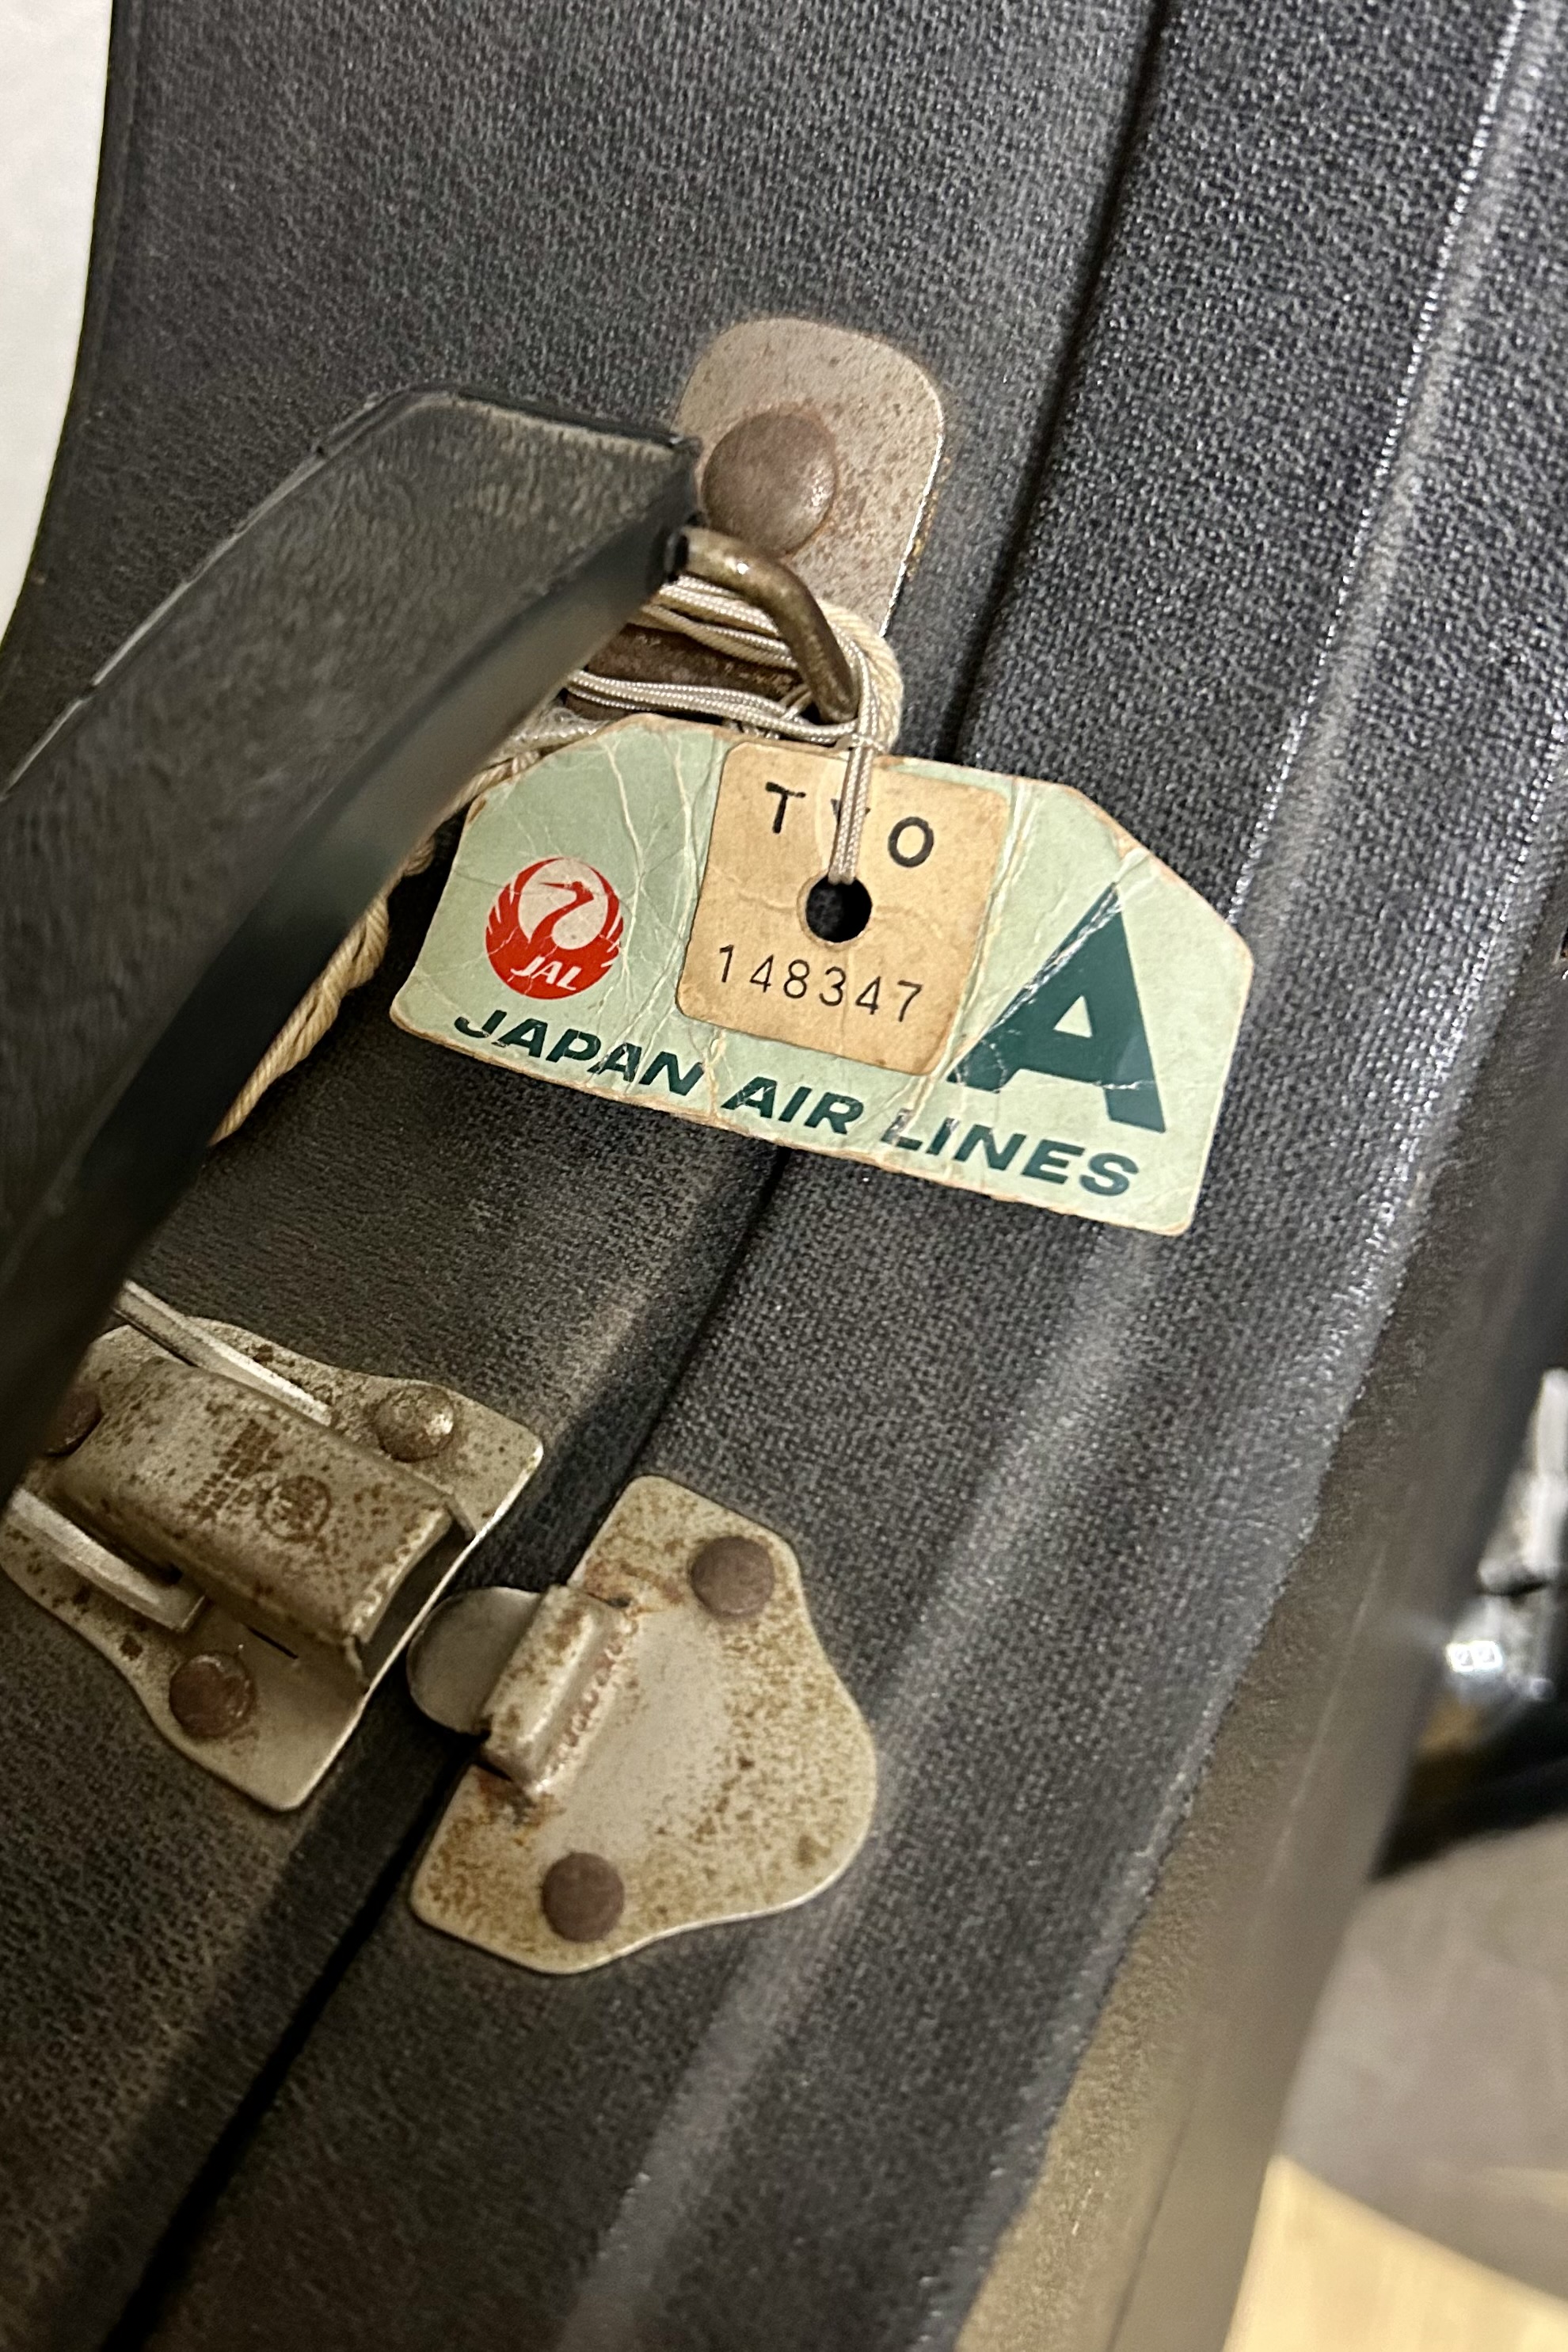 TYO
148347
JAL
A
JAPAN AIR LINES